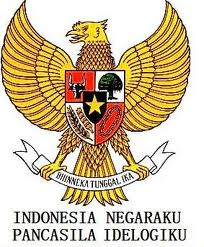 BHINNEKA TUNGGAL IKA
INDONESIA NEGARAKU
PANCASILA IDELOGIKU